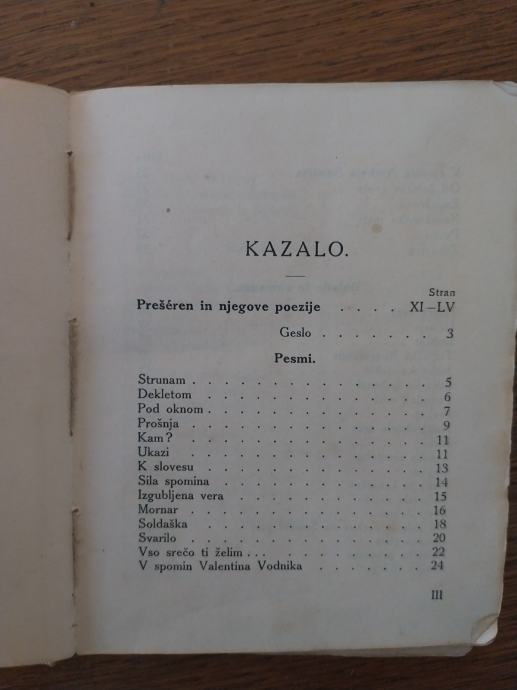 KAZALO.
Stran
Prešéren in njegove poezije . . . . XI–LV
Geslo . . . . . . . 3
Pesmi.
Strunam . . . . . . . . . . . . . . 5
Dekletom . . . . . . . . . . . . . 6
Pod oknom . . . . . . . . . . . . . 7
Prošnja . . . . . . . . . . . . . . 9
Kam? . . . . . . . . . . . . . . 11
Ukazi . . . . . . . . . . . . . . 11
K slovesu . . . . . . . . . . . . . 13
Sila spomina . . . . . . . . . . . . 14
Izgubljena vera . . . . . . . . . . . 15
Mornar . . . . . . . . . . . . . . 16
Soldaška . . . . . . . . . . . . . 18
Svarilo . . . . . . . . . . . . . . 20
Vso srečo ti želim . . . . . . . . . . . 22
V spomin Valentina Vodnika . . . . . . . 24
III